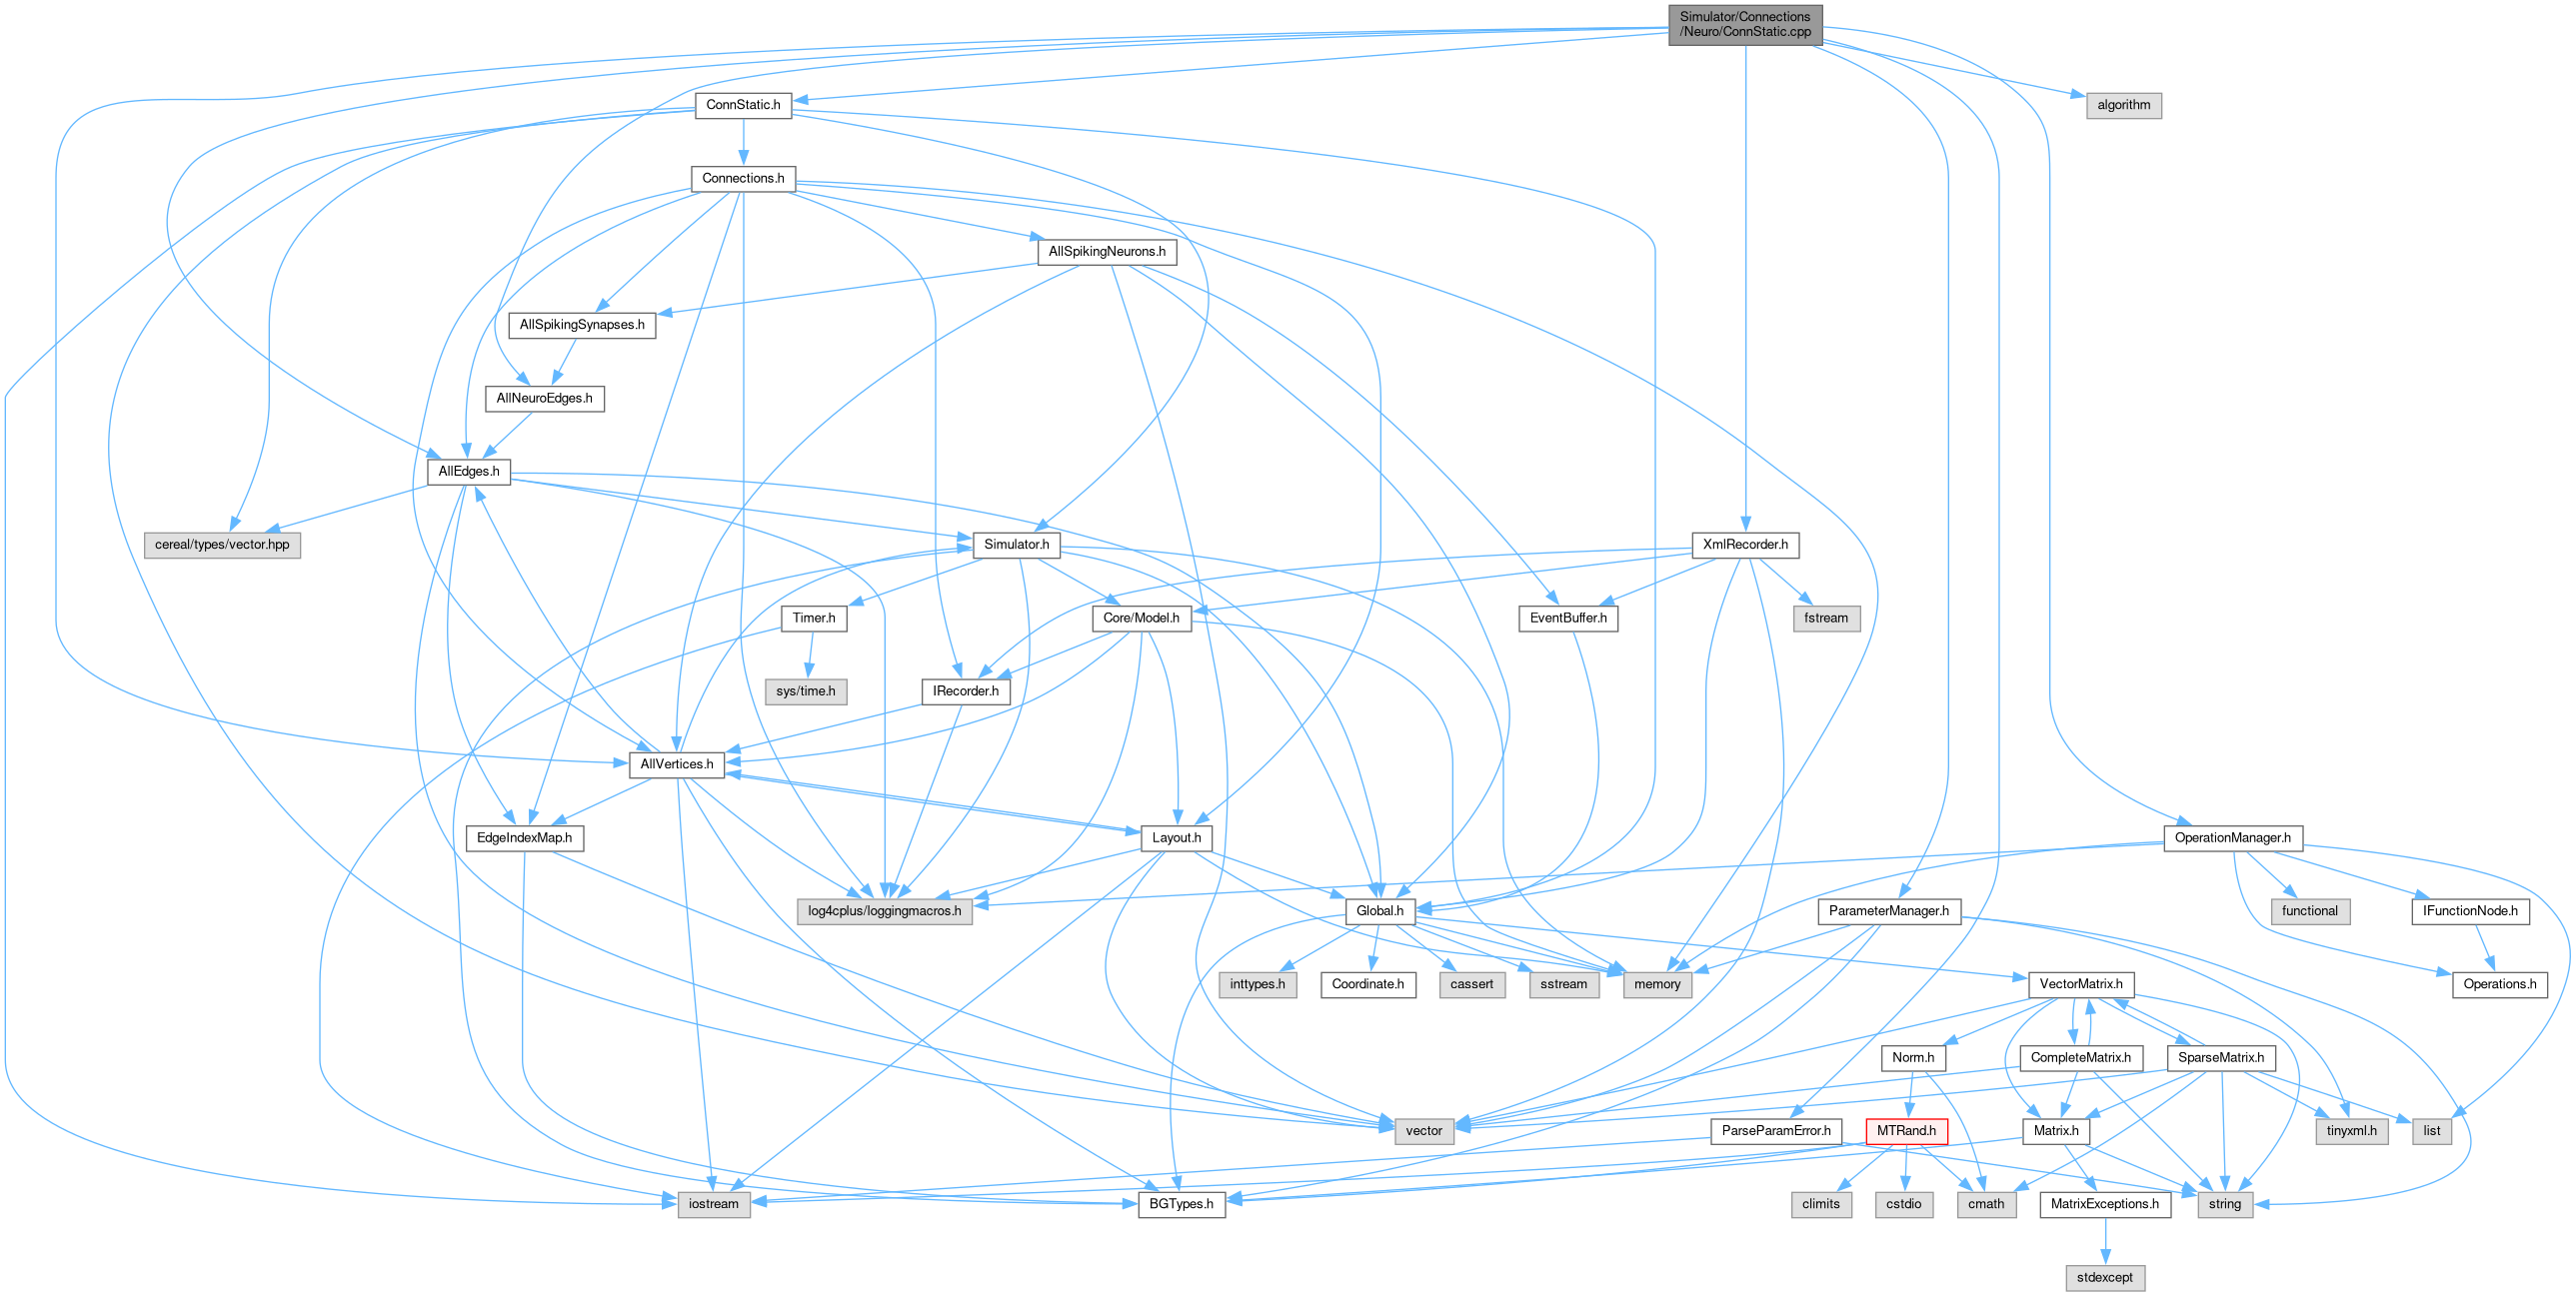 Simulator/Connections
/Neuro/ConnStatic.cpp
ConnStatic.h
algorithm
Connections.h
AllSpikingNeurons.h
AllSpikingSynapses.h
AllNeuroEdges.h
AllEdges.h
cereal/types/vector.hpp
Simulator.h
XmlRecorder.h
Timer.h
Core/Model.h
EventBuffer.h
fstream
sys/time.h
IRecorder.h
AllVertices.h
EdgeIndexMap.h
Layout.h
OperationManager.h
log4cplus/loggingmacros.h
Global.h
ParameterManager.h
functional
IFunctionNode.h
inttypes.h
Coordinate.h
cassert
sstream
memory
VectorMatrix.h
Operations.h
Norm.h
CompleteMatrix.h
SparseMatrix.h
vector
ParseParamError.h
MTRand.h
Matrix.h
tinyxml.h
list
iostream
BGTypes.h
climits
cstdio
cmath
MatrixExceptions.h
string
stdexcept